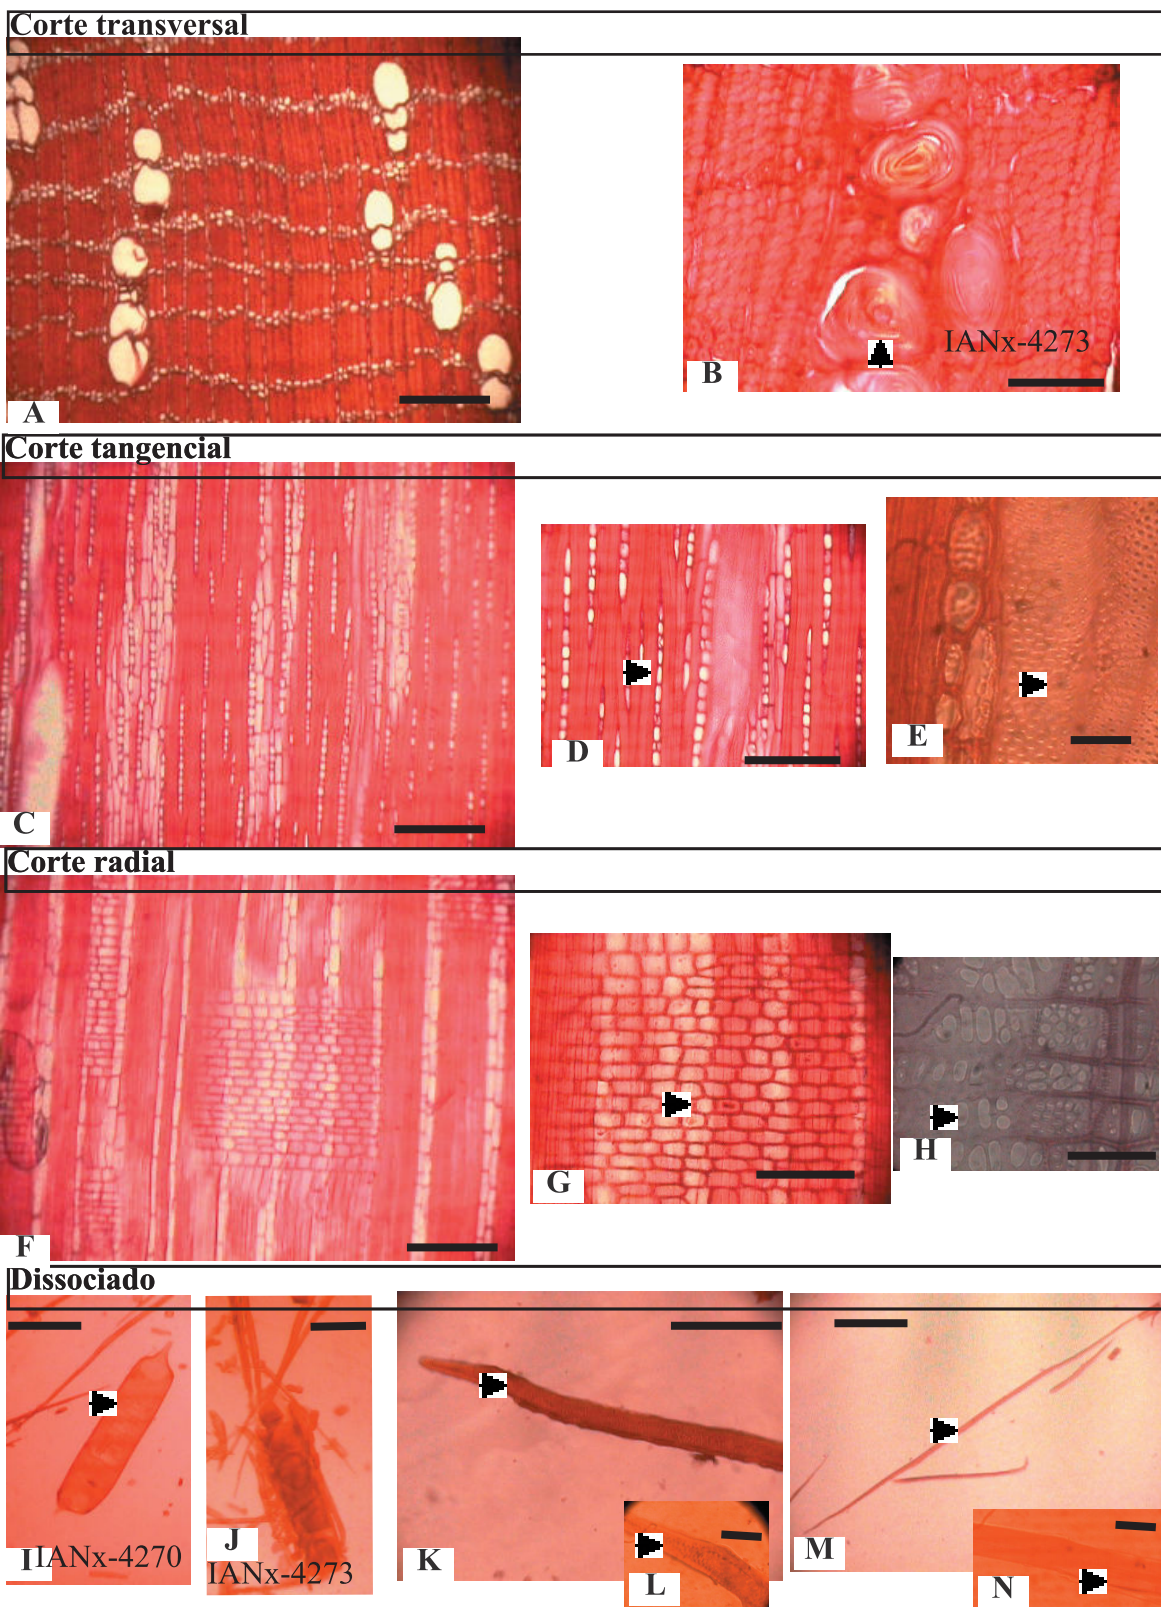 Corte transversal
A
B
IANx-4273
Corte tangencial
C
D
E
Corte radial
F
G
H
Dissociado
I
IANx-4270
J
IANx-4273
K
L
M
N